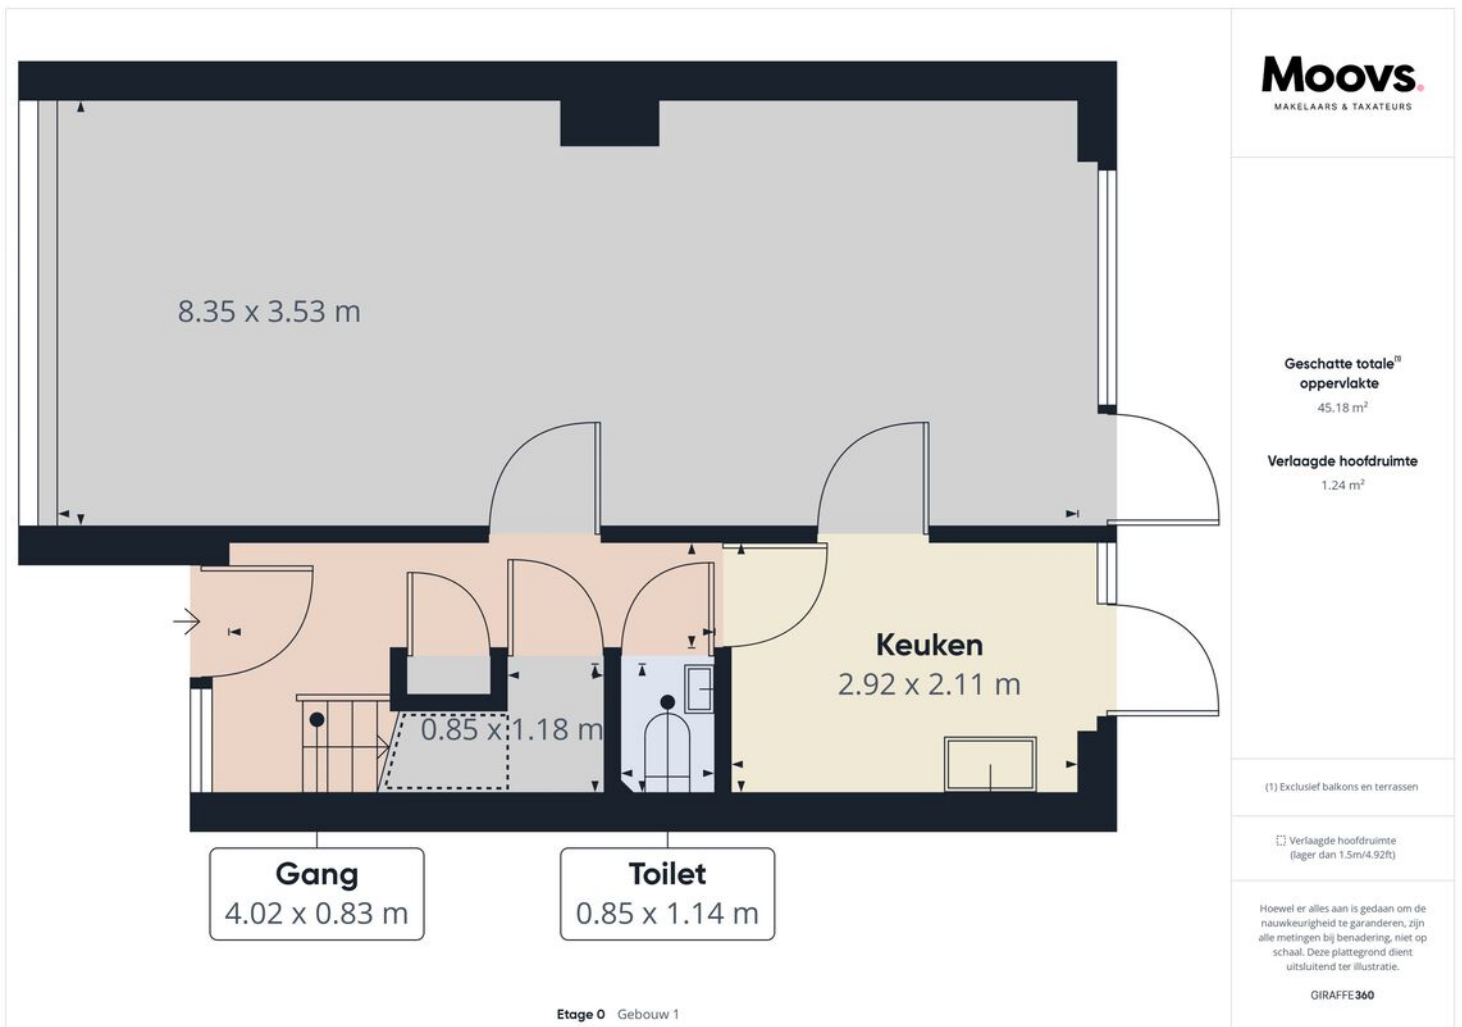 8.35 x 3.53 m
Keuken
2.92 x 2.11 m
0.85 x 1.18 m
Gang
4.02 x 0.83 m
Toilet
0.85 x 1.14 m
Etage 0 Gebouw 1
Moovs.
MAKELAARS & TAXATEURS
Geschatte totale(1)
oppervlakte
45.18 m²
Verlaagde hoofdruimte
1.24 m²
(1) Exclusief balkons en terrassen
Verlaagde hoofdruimte
(lager dan 1.5m/4.92ft)
Hoewel er alles aan is gedaan om de
nauwkeurigheid te garanderen, zijn
alle metingen bij benadering, niet op
schaal. Deze plattegrond dient
uitsluitend ter illustratie.
GIRAFFE360